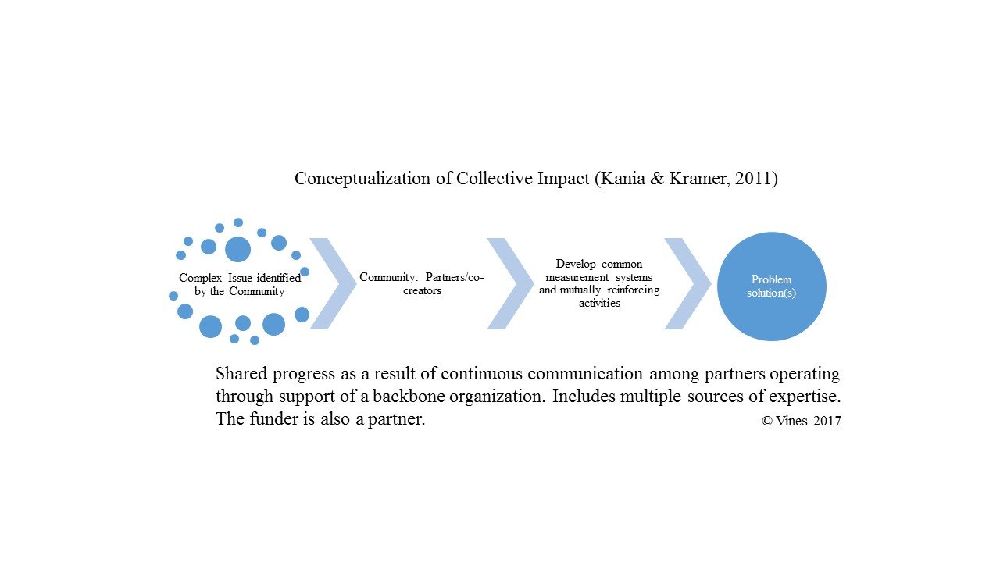 Conceptualization of Collective Impact (Kania & Kramer, 2011)
Complex Issue identified
by the Community
Community: Partners/co-
creators
Develop common
measurement systems
and mutually reinforcing
activities
Problem
solution(s)
Shared progress as a result of continuous communication among partners operating
through support of a backbone organization. Includes multiple sources of expertise.
The funder is also a partner.
© Vines 2017